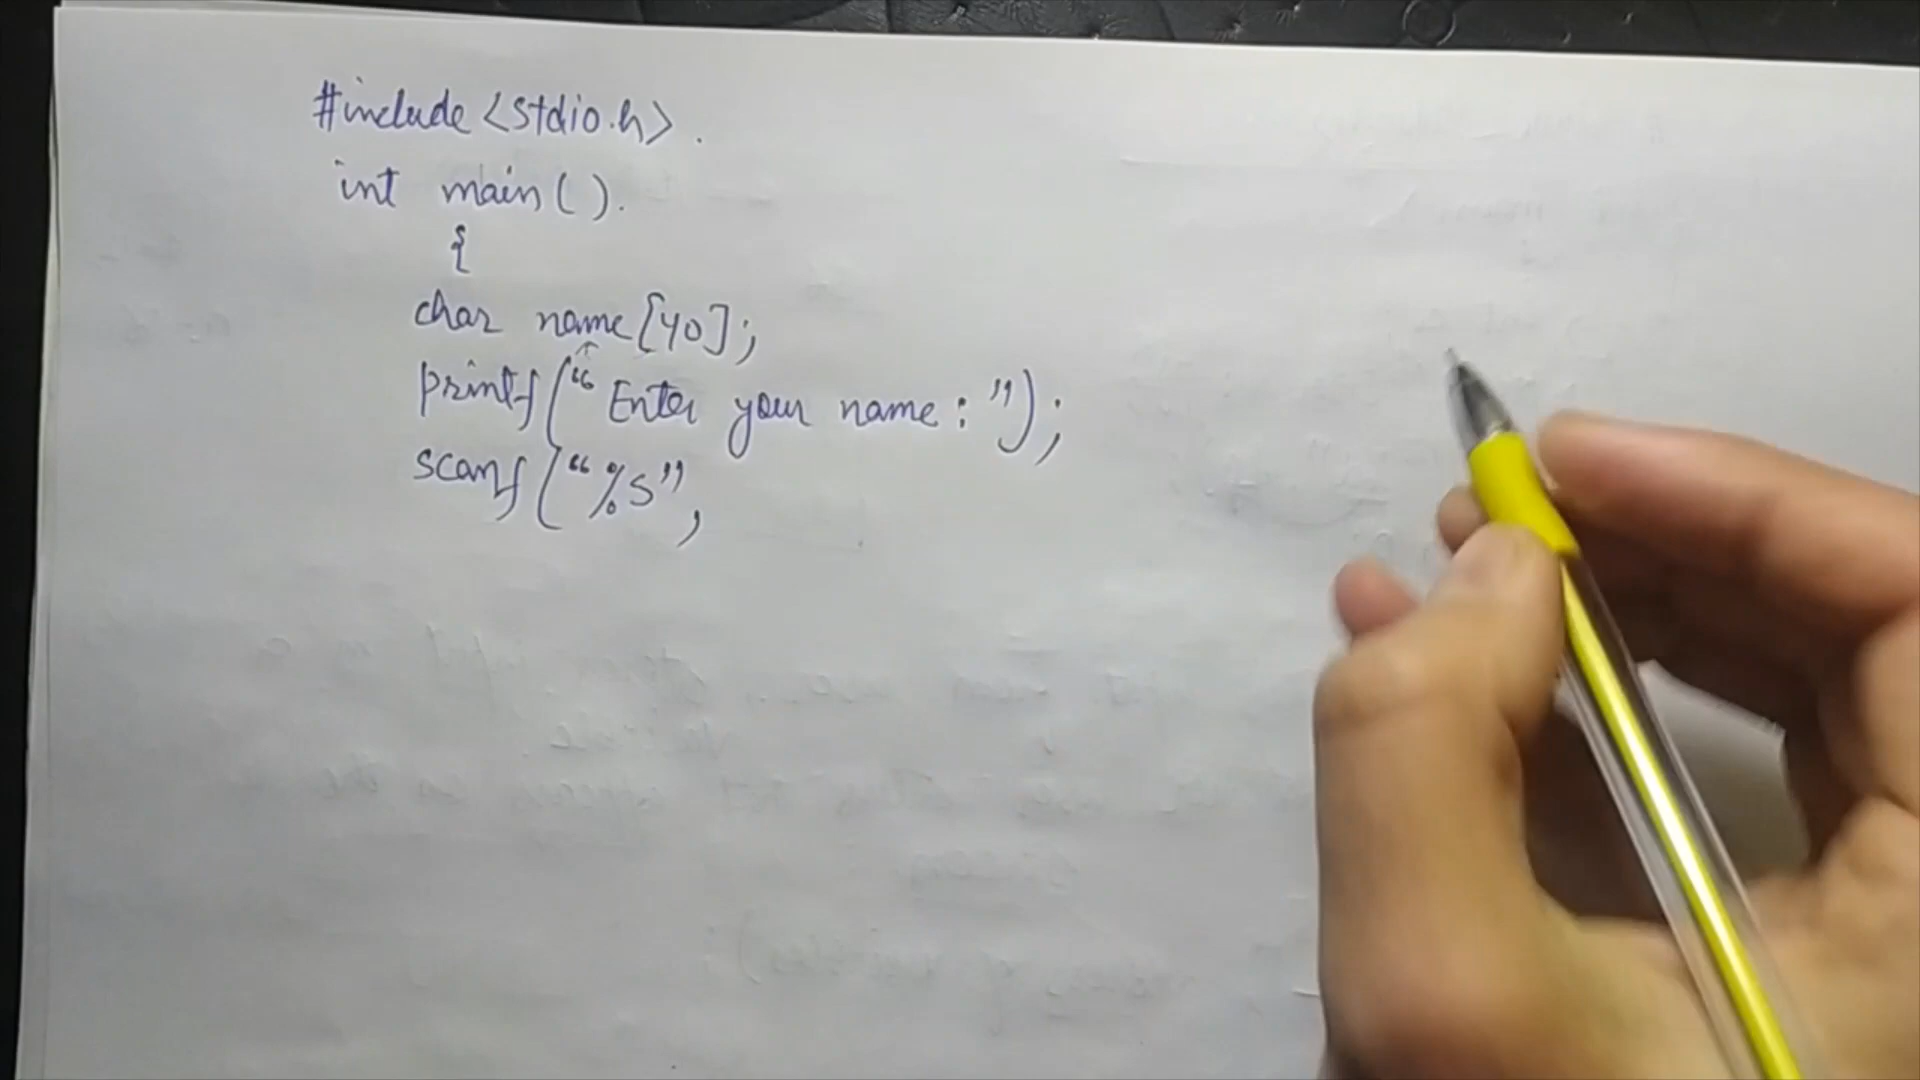 #include <stdio.h>.
int main().
{
char name[40];
printf("Enter your name: ");
scanf("%s",